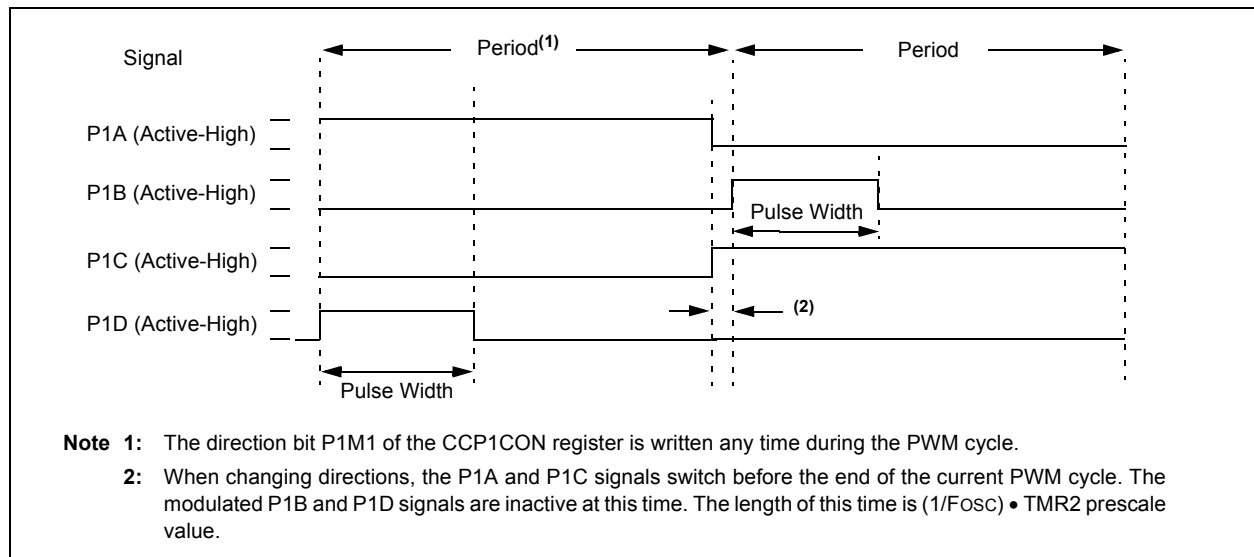 Signal
Period(1)
Period
P1A (Active-High)
P1B (Active-High)
Pulse Width
P1C (Active-High)
(2)
P1D (Active-High)
Pulse Width
Note 1: The direction bit P1M1 of the CCP1CON register is written any time during the PWM cycle.
2: When changing directions, the P1A and P1C signals switch before the end of the current PWM cycle. The
modulated P1B and P1D signals are inactive at this time. The length of this time is (1/FOSC) • TMR2 prescale
value.